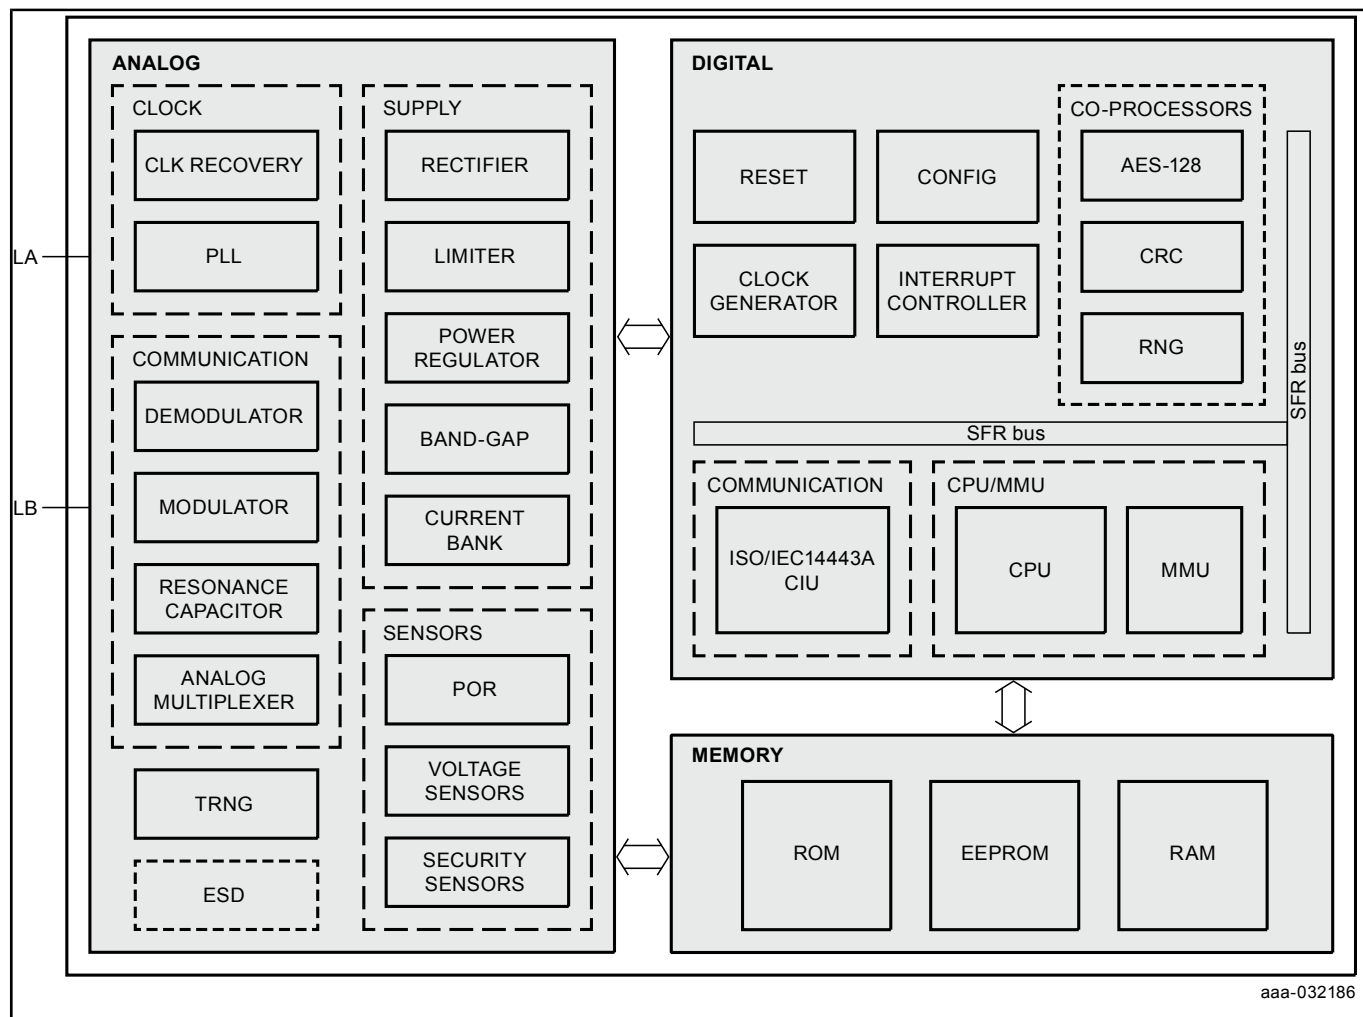 ANALOG
CLOCK
CLK RECOVERY
PLL
LA
COMMUNICATION
DEMODULATOR
MODULATOR
LB
RESONANCE
CAPACITOR
ANALOG
MULTIPLEXER
TRNG
ESD
SUPPLY
RECTIFIER
LIMITER
POWER
REGULATOR
BAND-GAP
CURRENT
BANK
SENSORS
POR
VOLTAGE
SENSORS
SECURITY
SENSORS
DIGITAL
RESET
CONFIG
CLOCK
GENERATOR
INTERRUPT
CONTROLLER
CO-PROCESSORS
AES-128
CRC
RNG
SFR bus
SFR bus
COMMUNICATION
ISO/IEC14443A
CIU
CPU/MMU
CPU
MMU
MEMORY
ROM
EEPROM
RAM
aaa-032186